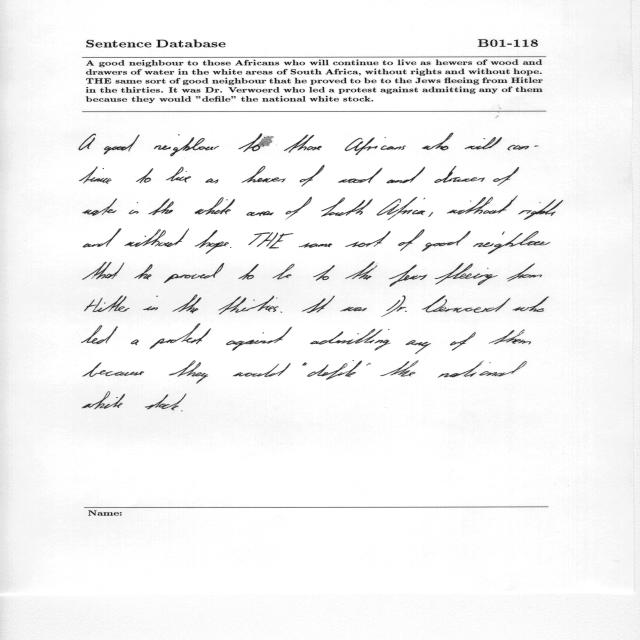 Sentence Database B01-118
A good neighbour to those Africans who will continue to live as hewers of wood and
drawers of water in the white areas of South Africa, without rights and without hope.
THE same sort of good neighbour that he proved to be to the Jews fleeing from Hitler
in the thirties. It was Dr. Verwoerd who led a protest against admitting any of them
because they would "defile" the national white stock.
A good neighbour to those Africans who will con-
tinue to live as hewers of wood and drawers of
water in the white areas of South Africa, without rights
and without hope. THE same sort of good neighbour
that he proved to be to the Jews fleeing from
Hitler in the thirties. It was Dr. Verwoerd who
led a protest against admitting any of them
because they would "defile" the national
white stock.
Name: